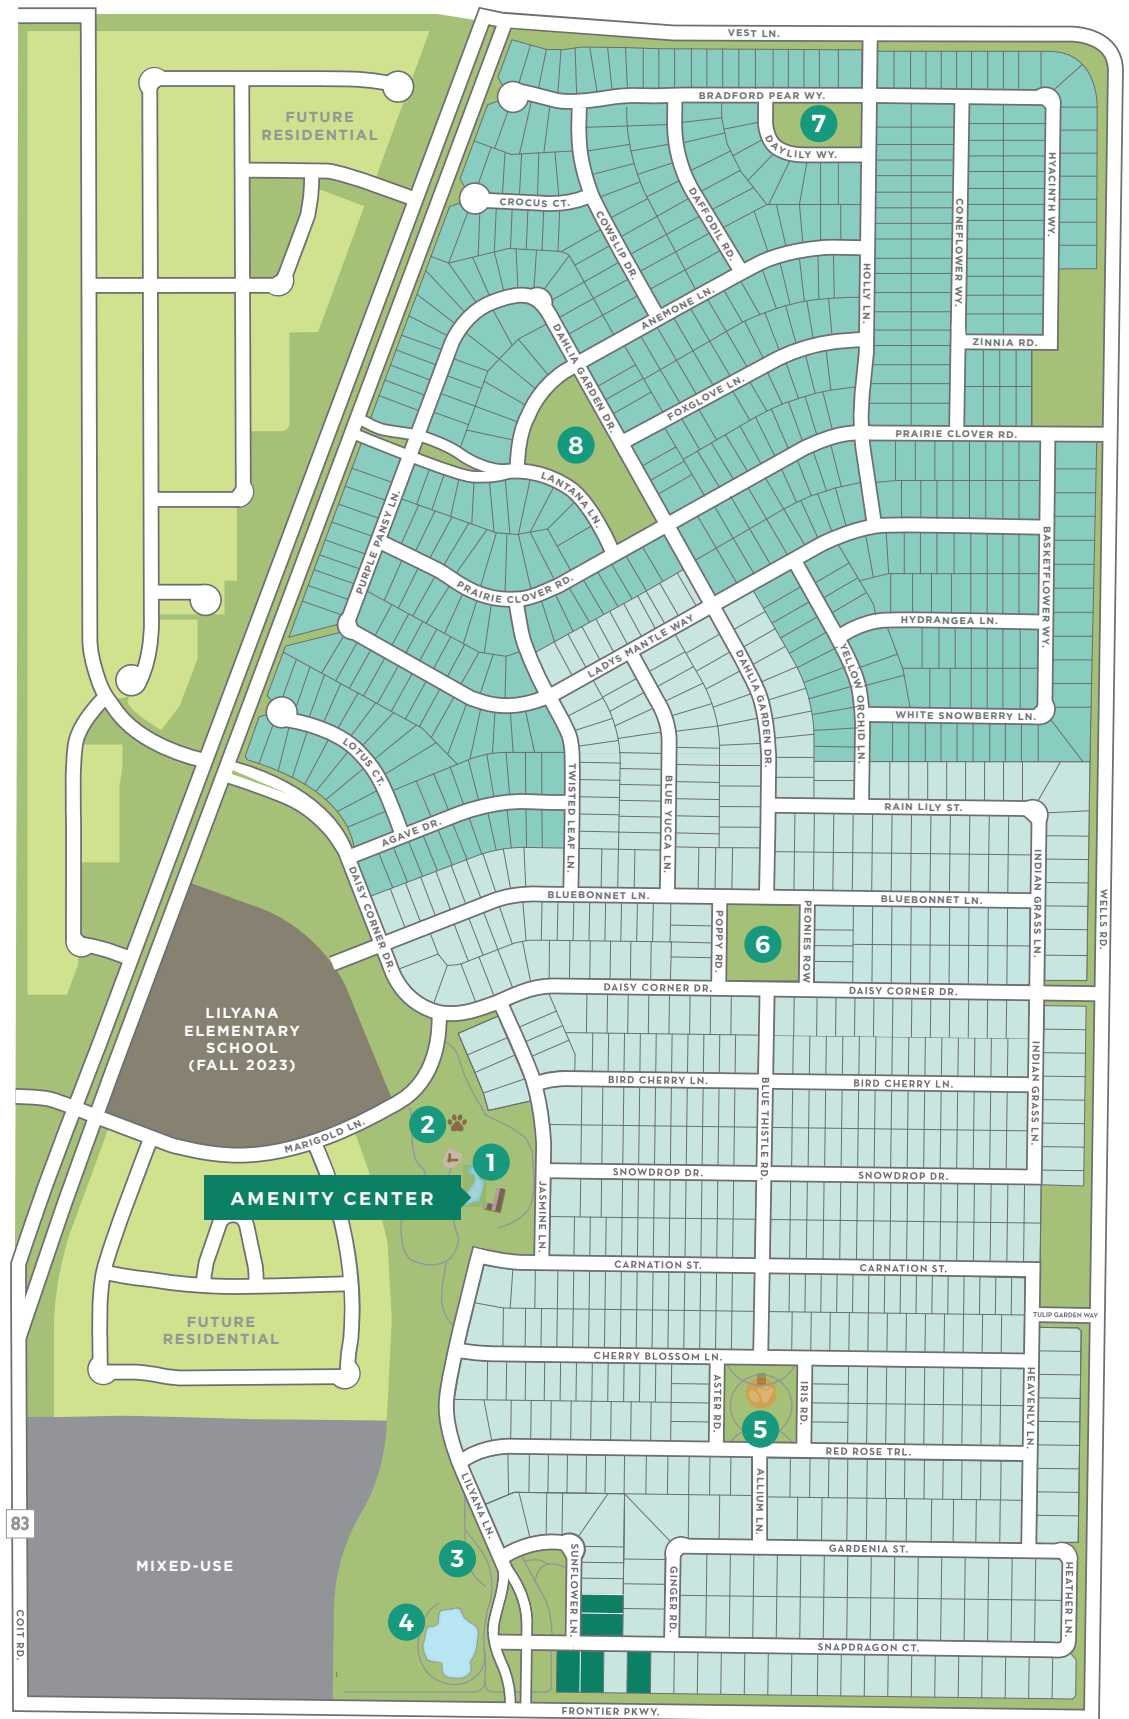 VEST LN.
BRADFORD PEAR WY.
FUTURE
RESIDENTIAL
7
DAYLILY WY.
HYACINTH WY.
CROCUS CT.
COWSLIP DR.
DAFFODIL RD.
CONEFLOWER WY.
HOLLY LN.
ANEMONE LN.
ZINNIA RD.
DAHLIA GARDEN DR.
FOXGLOVE LN.
8
PRAIRIE CLOVER RD.
LANTANA LN.
PURPLE PANSY LN.
PRAIRIE CLOVER RD.
BASKETFLOWER WY.
HYDRANGEA LN.
LADYS MANTLE WAY
DAHLIA GARDEN DR.
YELLOW ORCHID LN.
WHITE SNOWBERRY LN.
LOTUS CT.
TWISTED LEAF LN.
BLUE YUCCA LN.
AGAVE DR.
RAIN LILY ST.
INDIAN GRASS LN.
DAISY CORNER DR.
BLUEBONNET LN.
BLUEBONNET LN.
WELLS RD.
POPPY RD.
6
PEONIES ROW
DAISY CORNER DR.
DAISY CORNER DR.
LILYANA
ELEMENTARY
SCHOOL
(FALL 2023)
BIRD CHERRY LN.
BIRD CHERRY LN.
BLUE THISTLE RD.
INDIAN GRASS LN.
2
MARIGOLD LN.
1
SNOWDROP DR.
SNOWDROP DR.
AMENITY CENTER
JASMINE LN.
CARNATION ST.
CARNATION ST.
TULIP GARDEN WAY
FUTURE
RESIDENTIAL
CHERRY BLOSSOM LN.
ASTER RD.
5
IRIS RD.
HEAVENLY LN.
RED ROSE TRL.
LILYANA LN.
ALLIUM LN.
83
GARDENIA ST.
3
MIXED-USE
SUNFLOWER LN.
GINGER RD.
HEATHER LN.
4
COIT RD.
SNAPDRAGON CT.
FRONTIER PKWY.